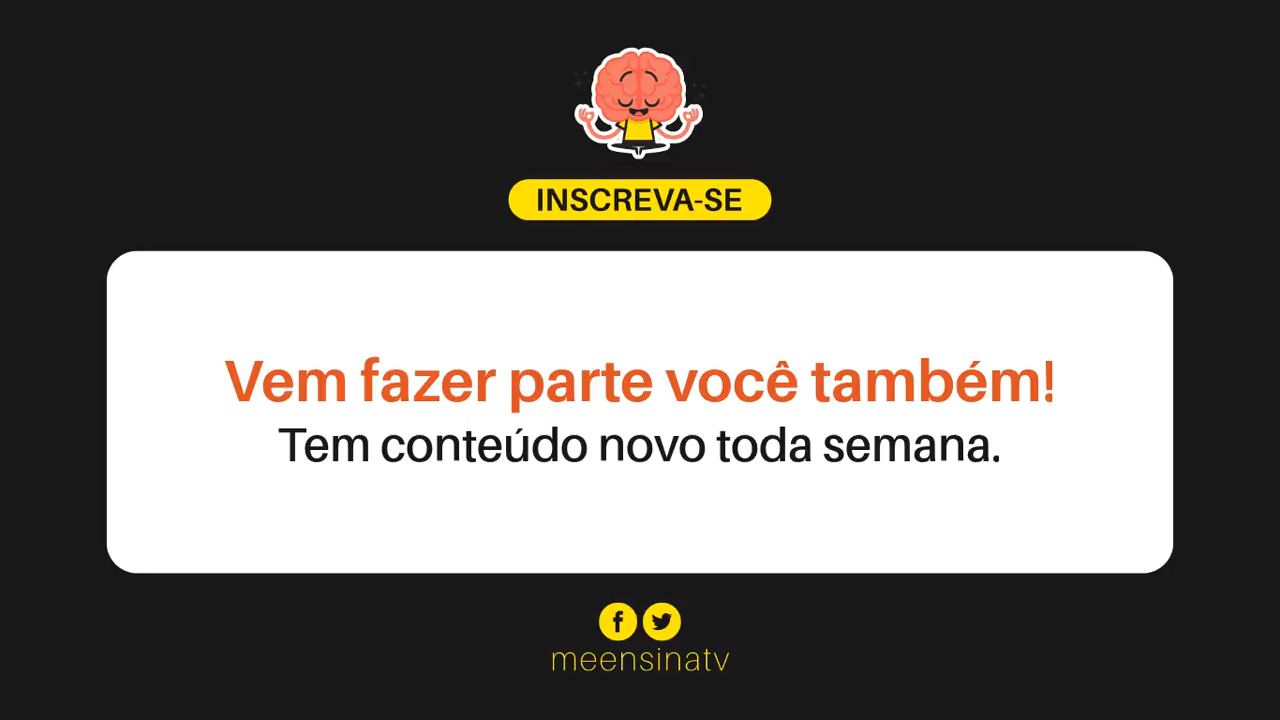 INSCREVA-SE
Vem fazer parte você também!
Tem conteúdo novo toda semana.
meensinatv